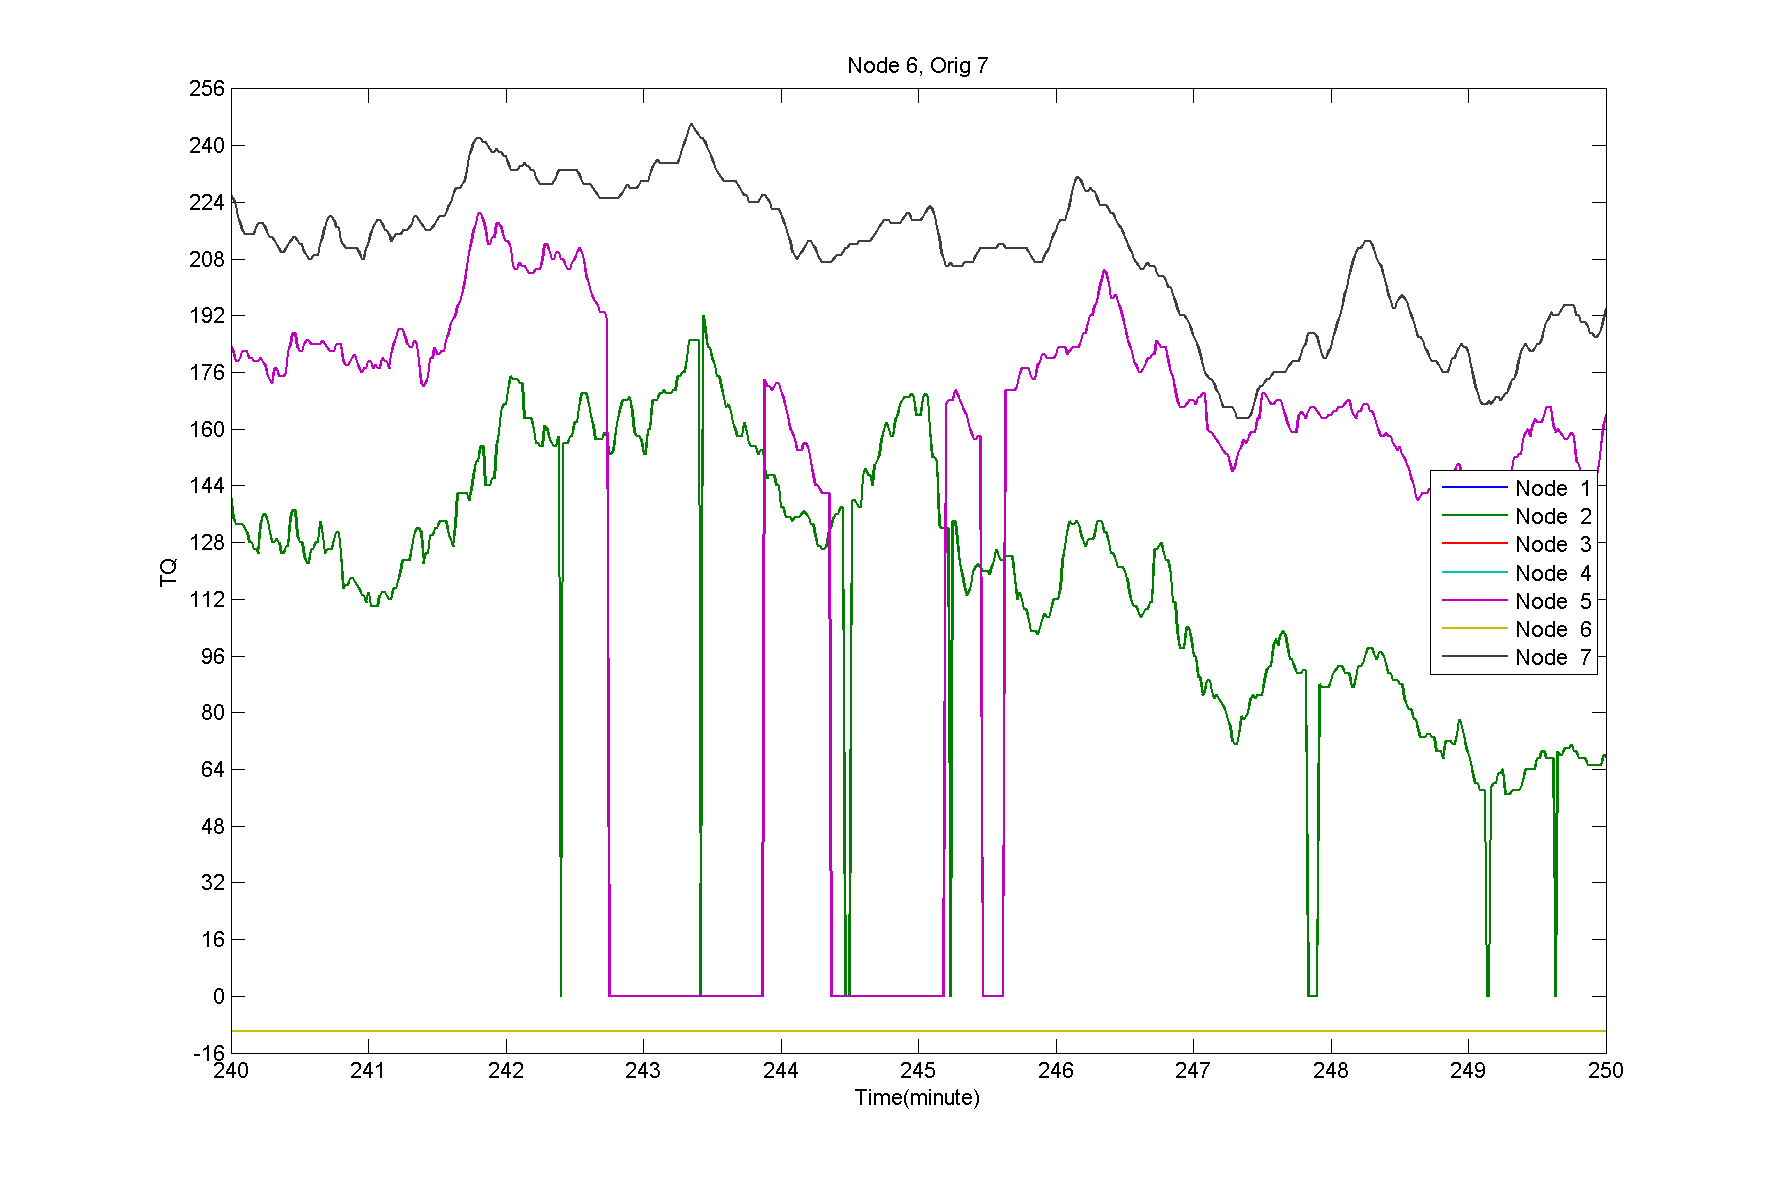 Node 6, Orig 7
256
240
224
208
192
176
160
144
128
112
96
80
64
48
32
16
0
-16
TQ
Node 1
Node 2
Node 3
Node 4
Node 5
Node 6
Node 7
240 241 242 243 244 245 246 247 248 249 250
Time(minute)